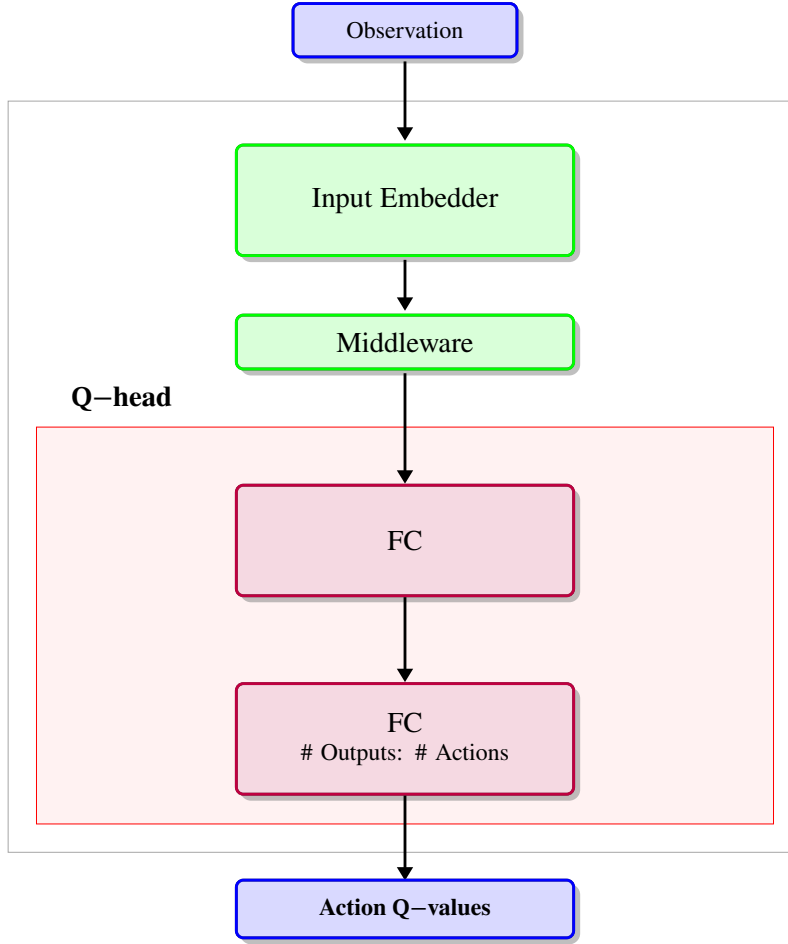 Observation
Input Embedder
Middleware
Q−head
FC
FC
# Outputs: # Actions
Action Q−values